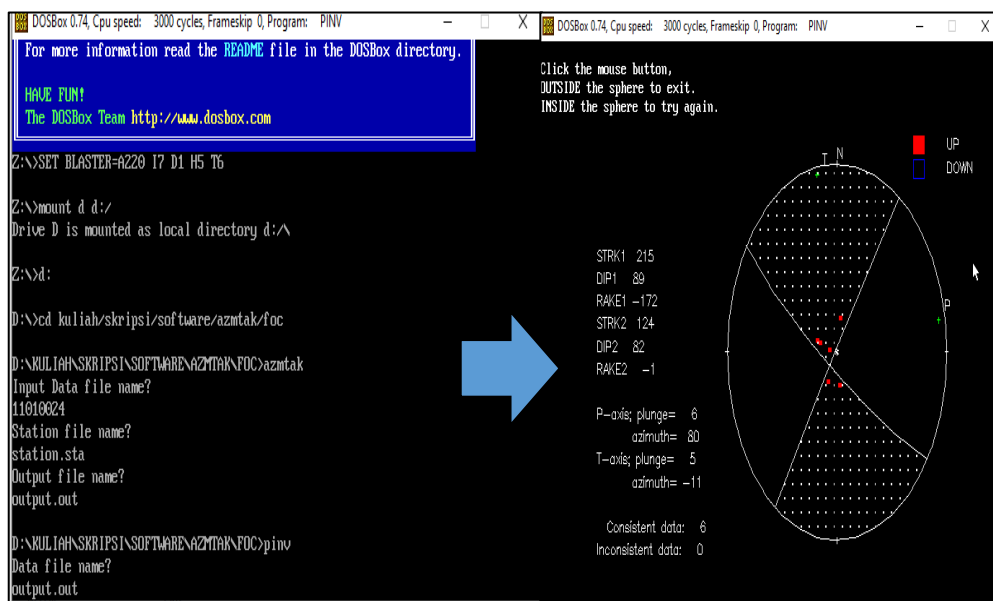 DOSBox 0.74, Cpu speed: 3000 cycles, Frameskip 0, Program: PINV
For more information read the README file in the DOSBox directory.
HAVE FUN!
The DOSBox Team http://www.dosbox.com
Z:\>SET BLASTER=A220 I7 D1 H5 T6
Z:\>mount d d:/
Drive D is mounted as local directory d:/\
Z:\>d:
D:\>cd kuliah/skripsi/software/azmtak/foc
D:\KULIAH\SKRIPSI\SOFTWARE\AZMTAK\FOC>azmtak
Input Data file name?
11010024
Station file name?
station.sta
Output file name?
output.out
D:\KULIAH\SKRIPSI\SOFTWARE\AZMTAK\FOC>pinv
Data file name?
output.out
DOSBox 0.74, Cpu speed: 3000 cycles, Frameskip 0, Program: PINV
Click the mouse button,
OUTSIDE the sphere to exit.
INSIDE the sphere to try again.
UP
DOWN
T N
P
STRK1 215
DIP1 89
RAKE1 -172
STRK2 124
DIP2 82
RAKE2 -1
P-axis; plunge= 6
azimuth= 80
T-axis; plunge= 5
azimuth= -11
Consistent data: 6
Inconsistent data: 0